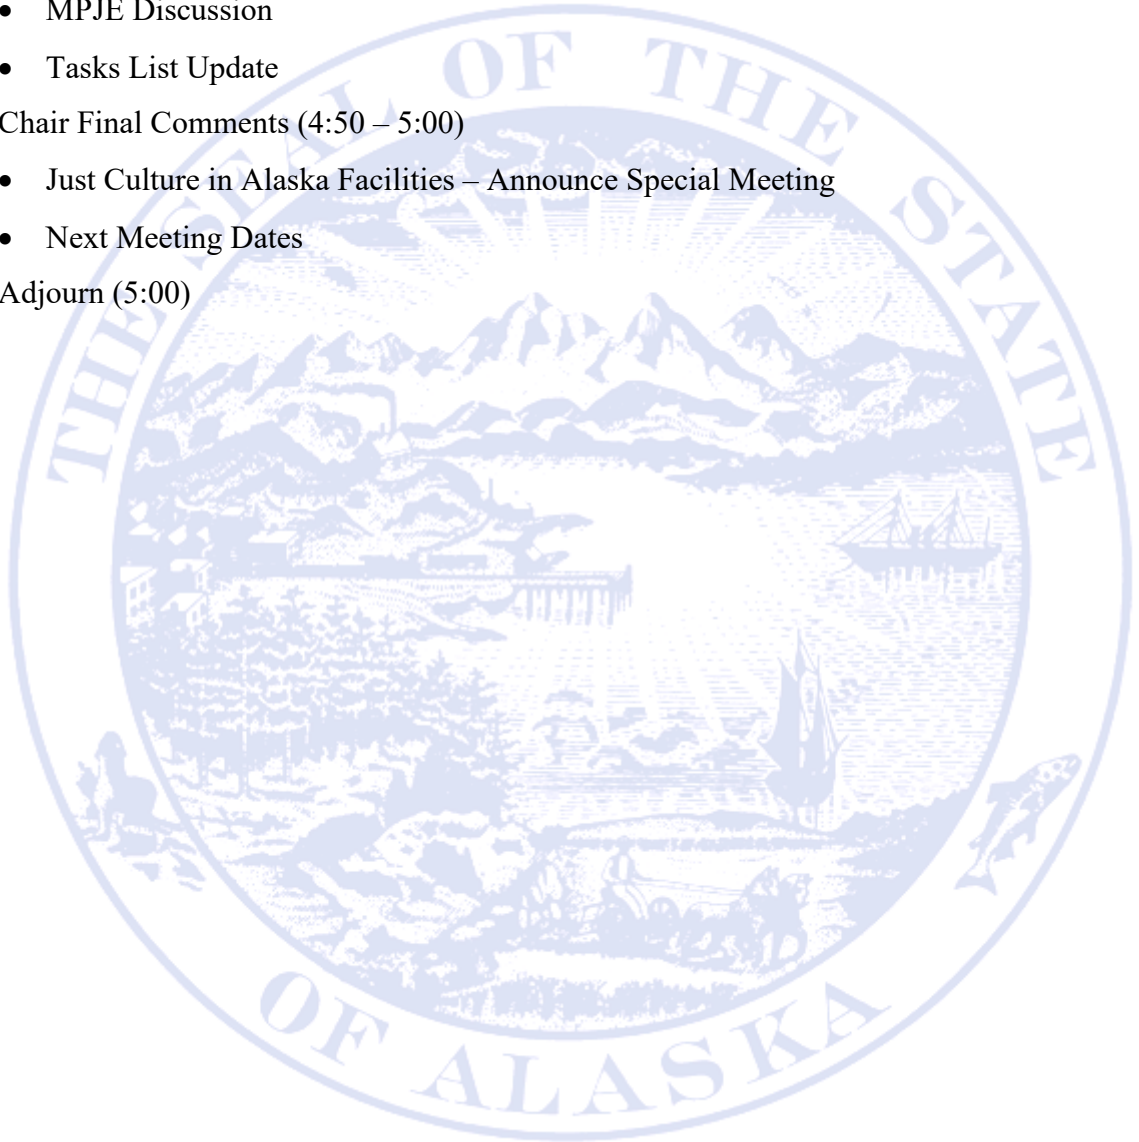 • MPJE Discussion
• Tasks List Update
Chair Final Comments (4:50 – 5:00)
• Just Culture in Alaska Facilities – Announce Special Meeting
• Next Meeting Dates
Adjourn (5:00)
THE SEAL OF THE STATE
OF ALASKA